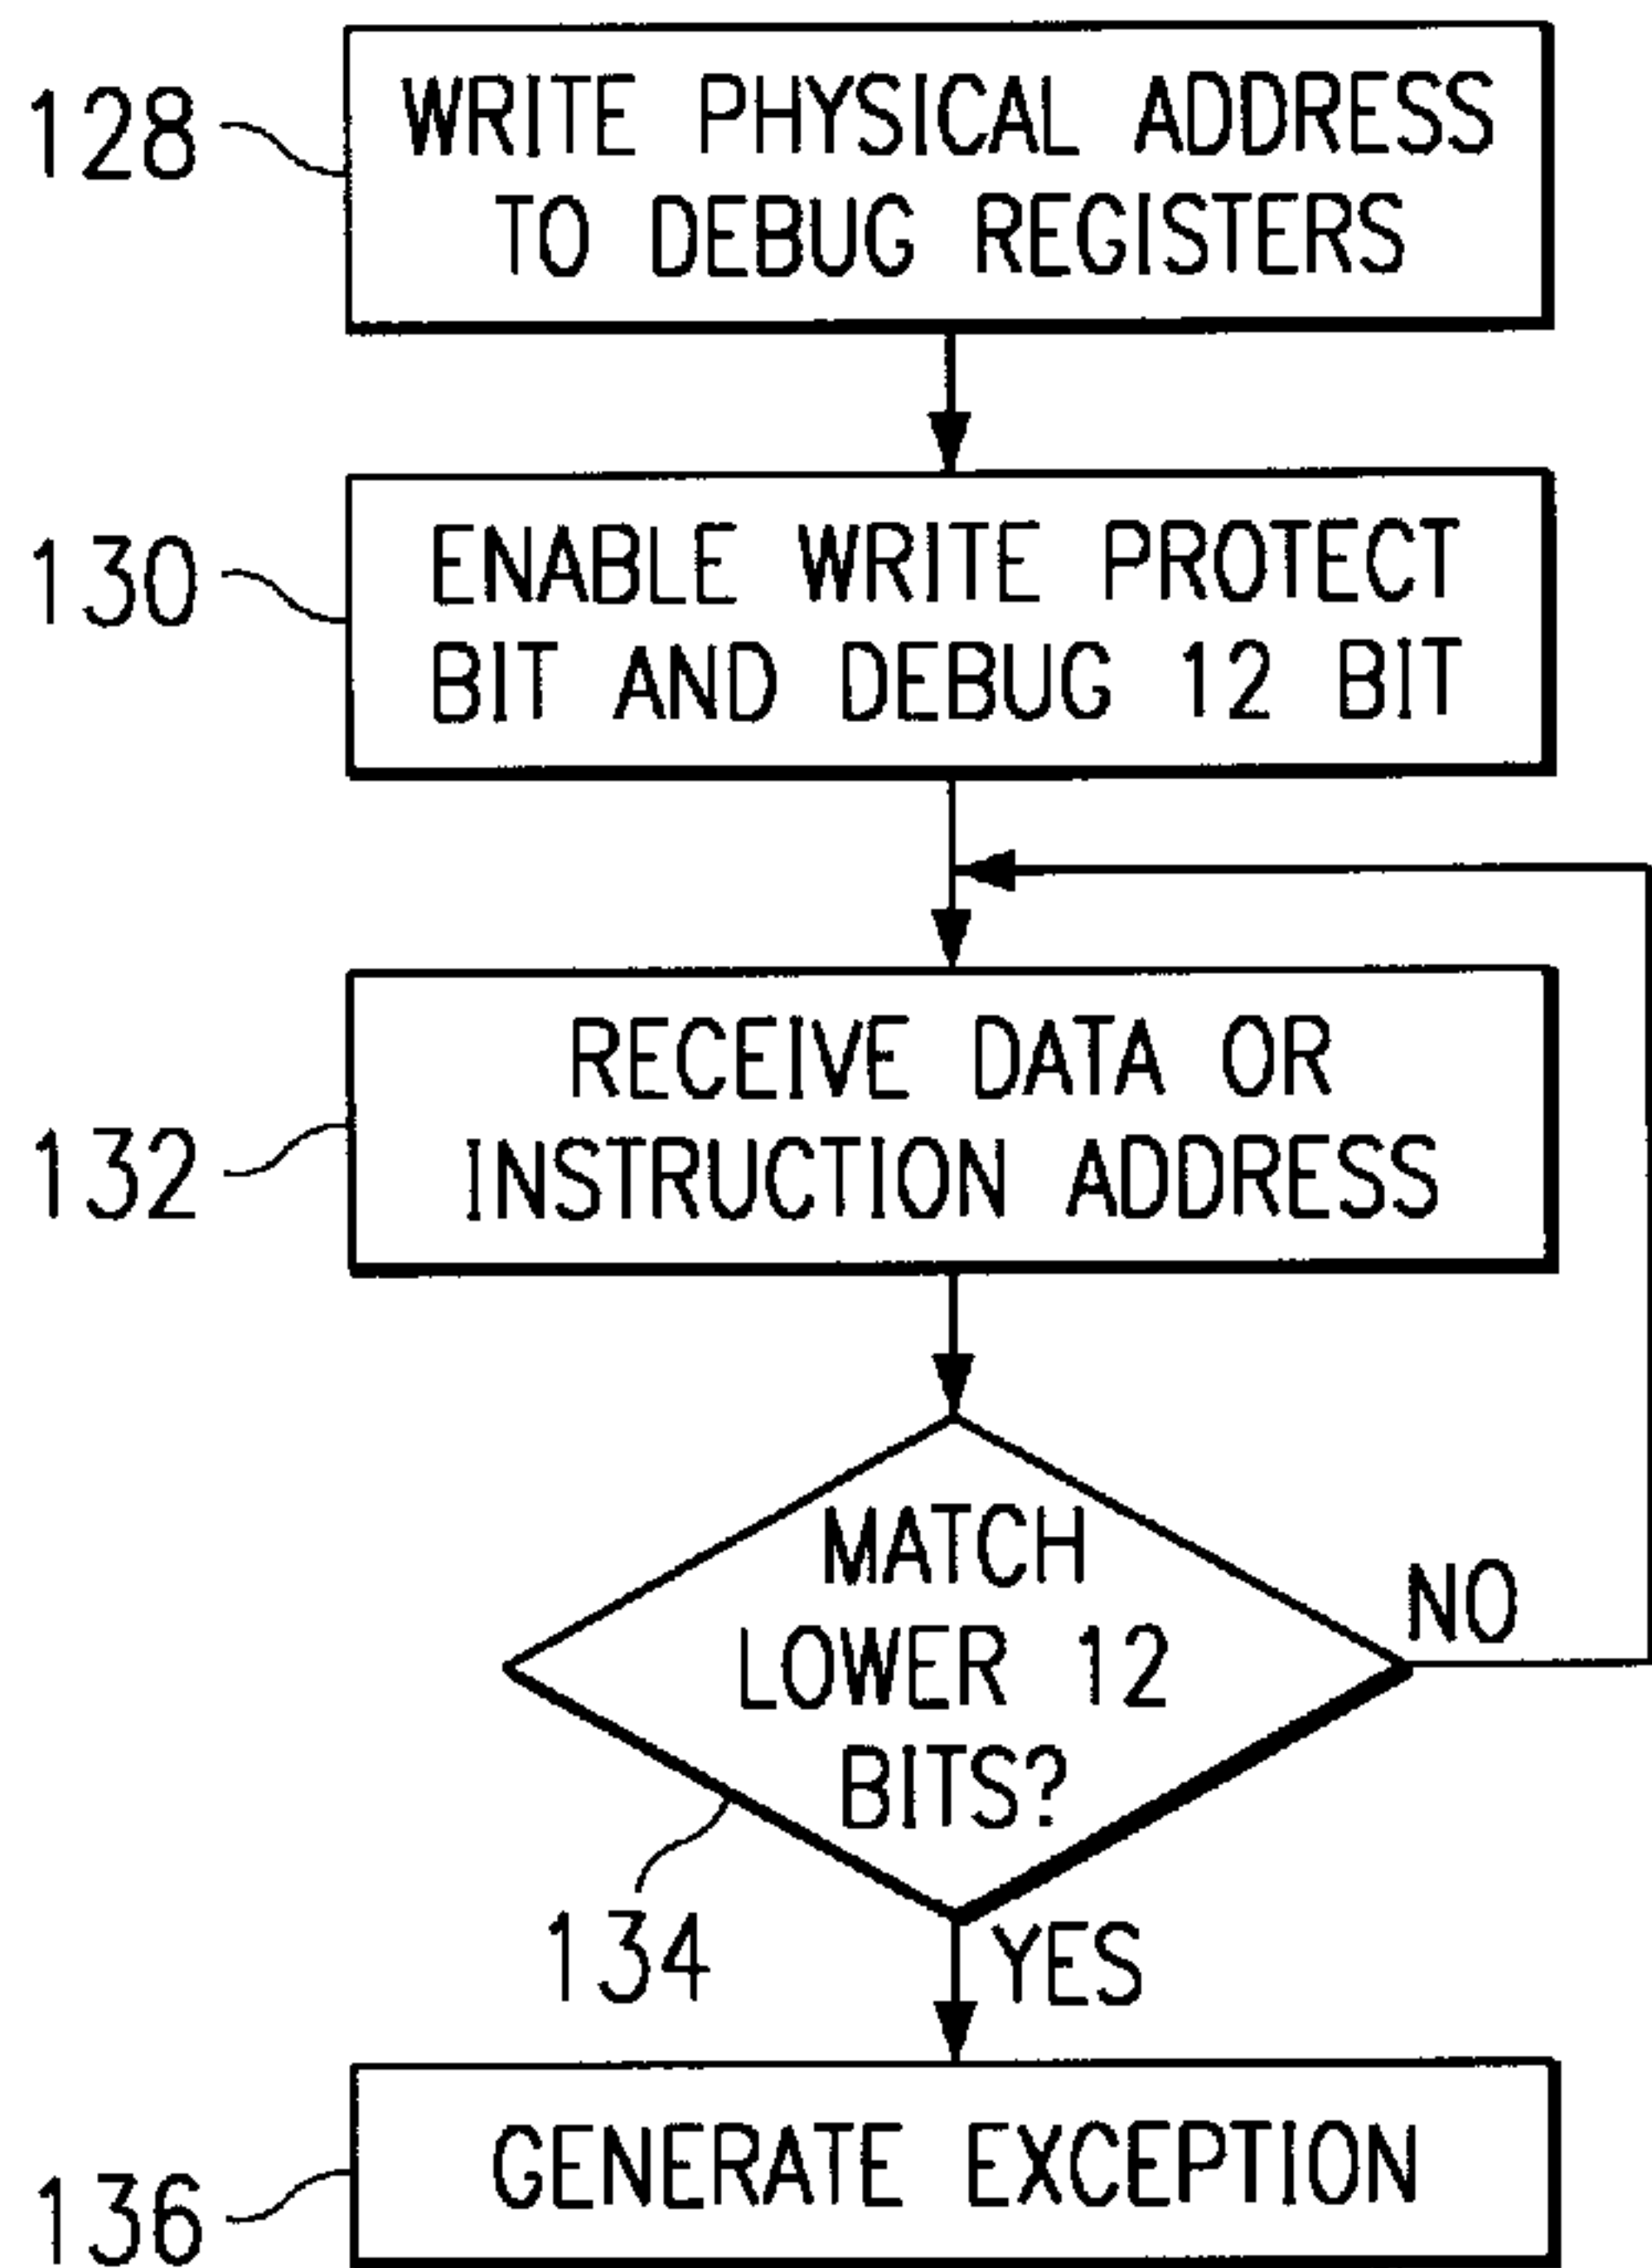 128
WRITE PHYSICAL ADDRESS
TO DEBUG REGISTERS
130
ENABLE WRITE PROTECT
BIT AND DEBUG 12 BIT
132
RECEIVE DATA OR
INSTRUCTION ADDRESS
MATCH
LOWER 12
BITS?
NO
134
YES
136
GENERATE EXCEPTION